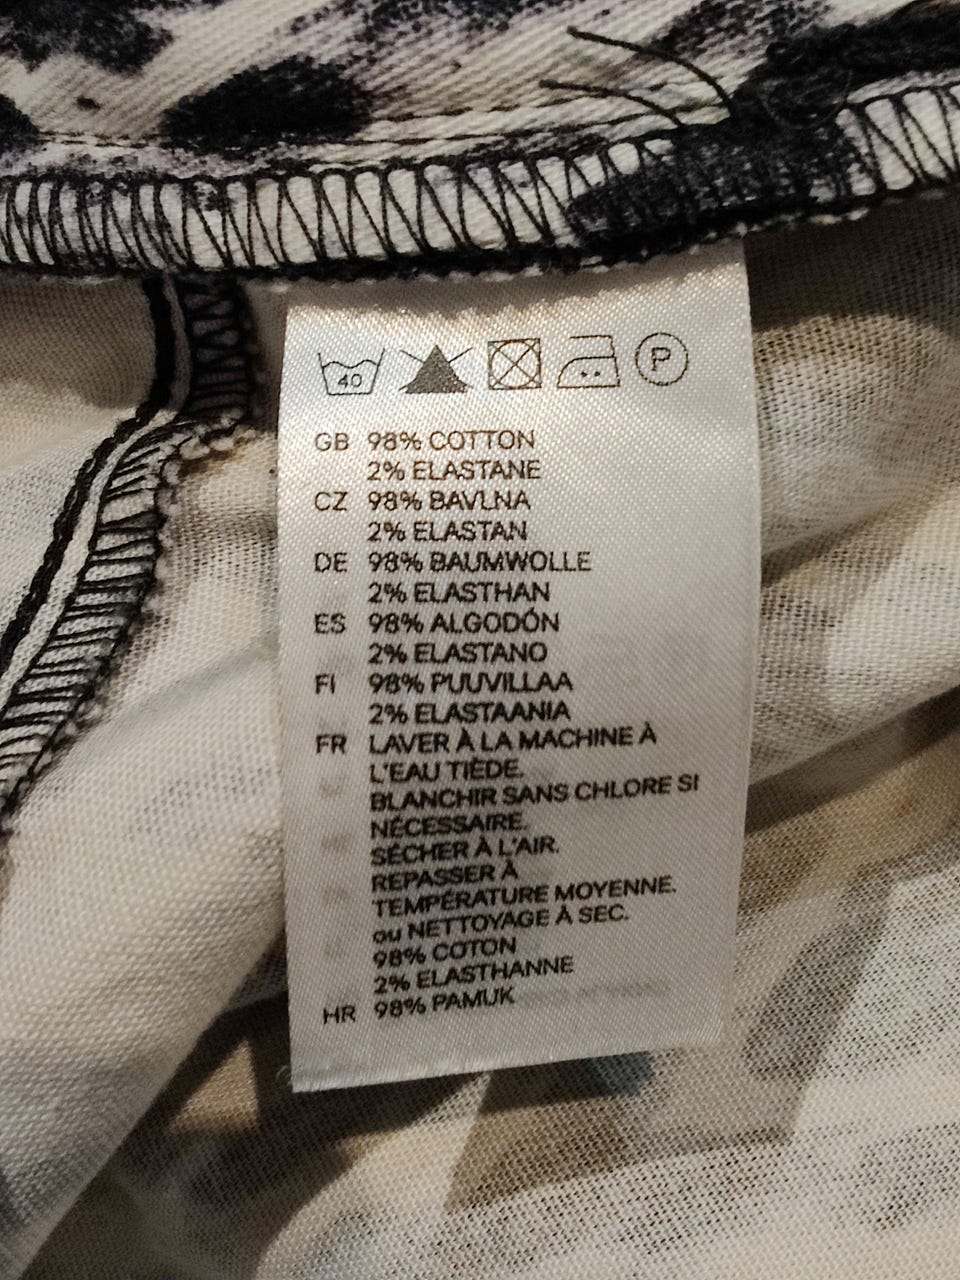 40 P
GB 98% COTTON
2% ELASTANE
CZ 98% BAVLNA
2% ELASTAN
DE 98% BAUMWOLLE
2% ELASTHAN
ES 98% ALGODÓN
2% ELASTANO
FI 98% PUUVILLAA
2% ELASTAANIA
FR LAVER À LA MACHINE À
L'EAU TIÈDE.
BLANCHIR SANS CHLORE SI
NÉCESSAIRE.
SÉCHER À L'AIR.
REPASSER À
TEMPÉRATURE MOYENNE.
ou NETTOYAGE À SEC.
98% COTON
2% ELASTHANNE
HR 98% PAMUK